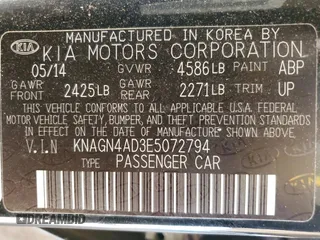 MANUFACTURED IN KOREA BY
KIA KIA MOTORS CORPORATION
05/14 GVWR 4586LB PAINT ABP
GAWR FRONT 2425LB GAWR REAR 2271LB TRIM UP
THIS VEHICLE CONFORMS TO ALL APPLICABLE U.S.
FEDERAL MOTOR VEHICLE SAFETY, BUMPER, AND THEFT
PREVENTION STANDARDS IN EFFECT ON THE DATE OF
MANUFACTURE SHOWN ABOVE.
V.I.N KNAGN4AD3E5072794
PASSENGER CAR
DREAMBID